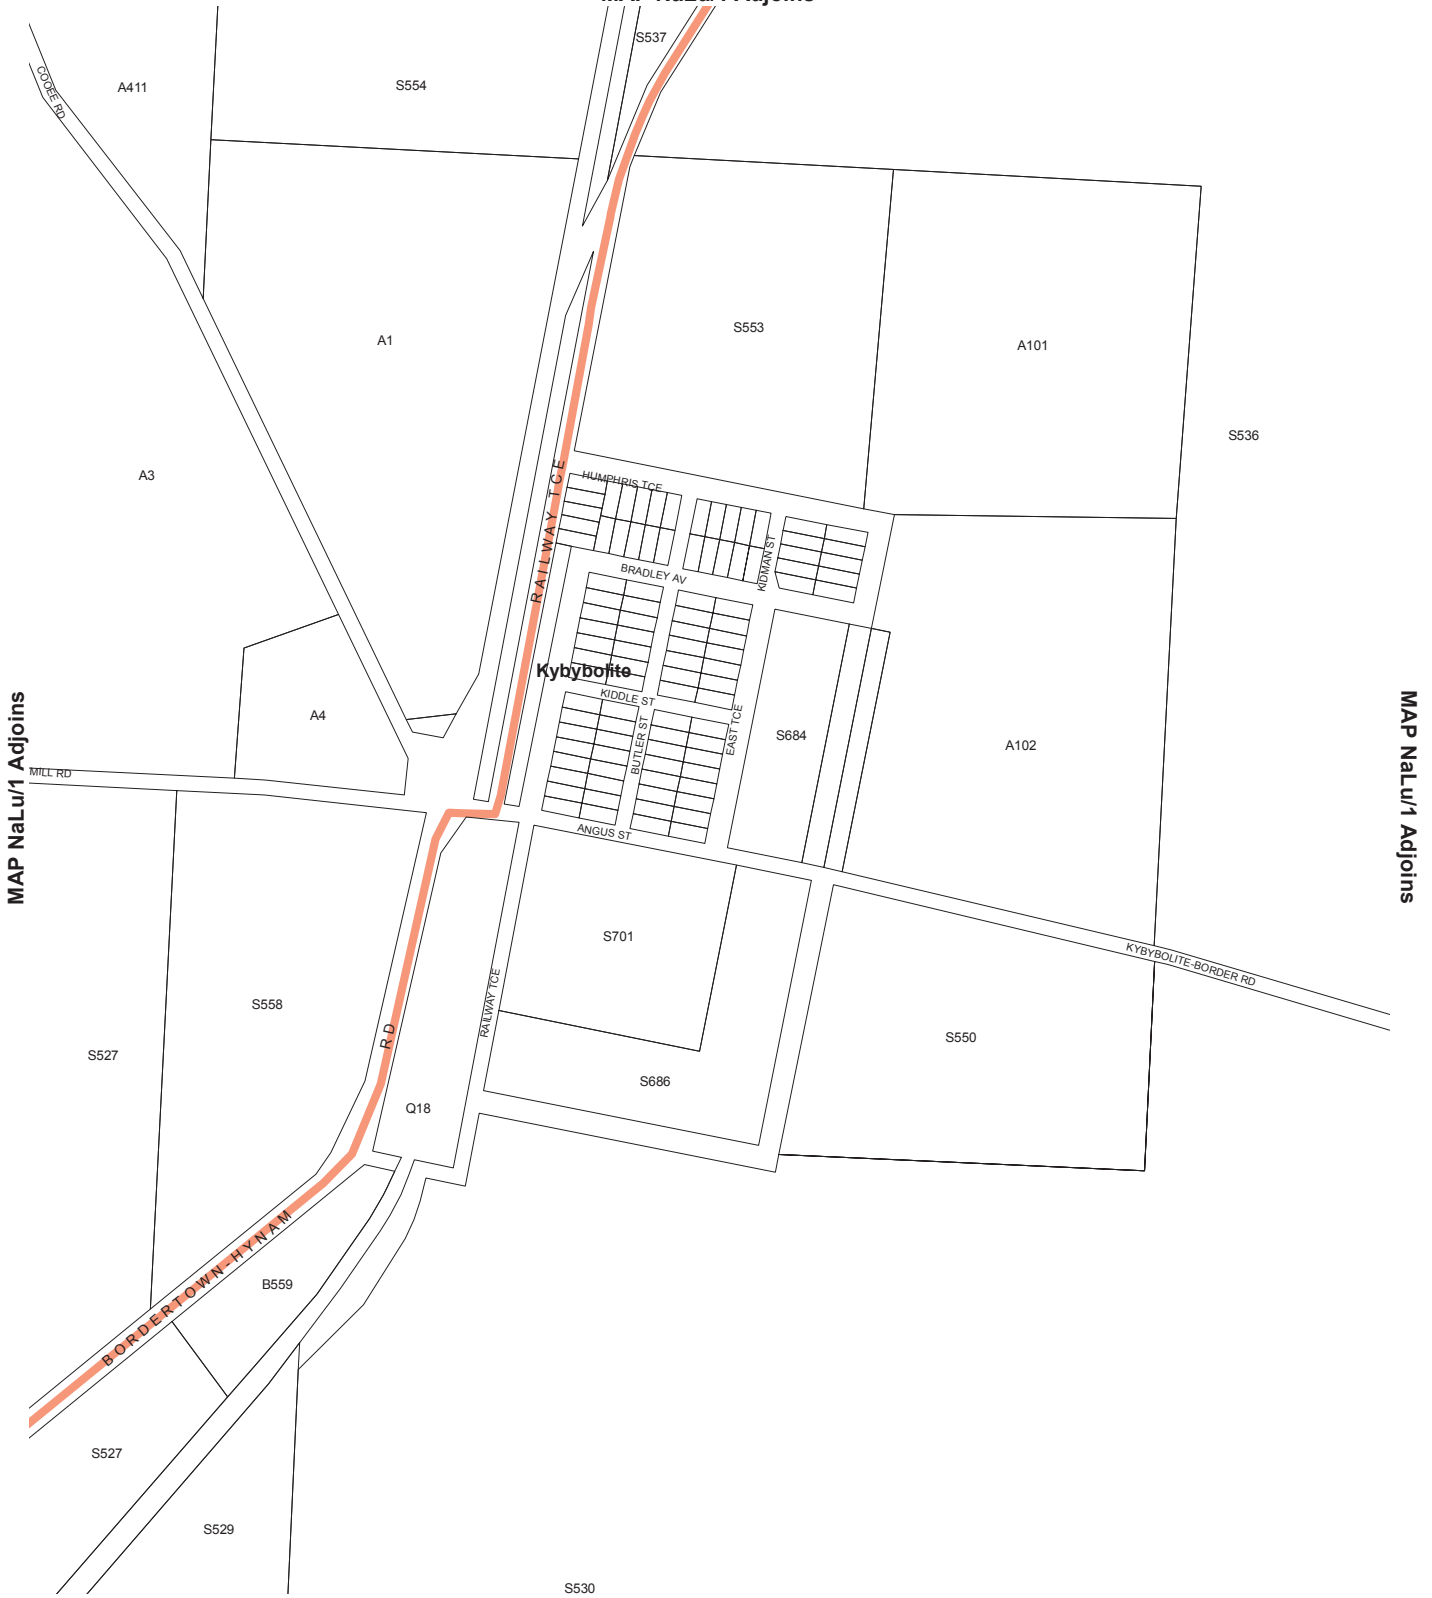 S537
A411
S554
COOEE RD
S553
A1
A101
S536
A3
HUMPHRIS TCE
RAILWAY TCE
KIDMAN ST
BRADLEY AV
Kybybolite
KIDDLE ST
A4
BUTLER ST
EAST TCE
S684
A102
MAP NaLu/1 Adjoins
MAP NaLu/1 Adjoins
MILL RD
ANGUS ST
S701
KYBYBOLITE-BORDER RD
S558
RAILWAY TCE
S527
S550
S686
Q18
BORDERTOWN-HYNAM RD
B559
S527
S529
S530